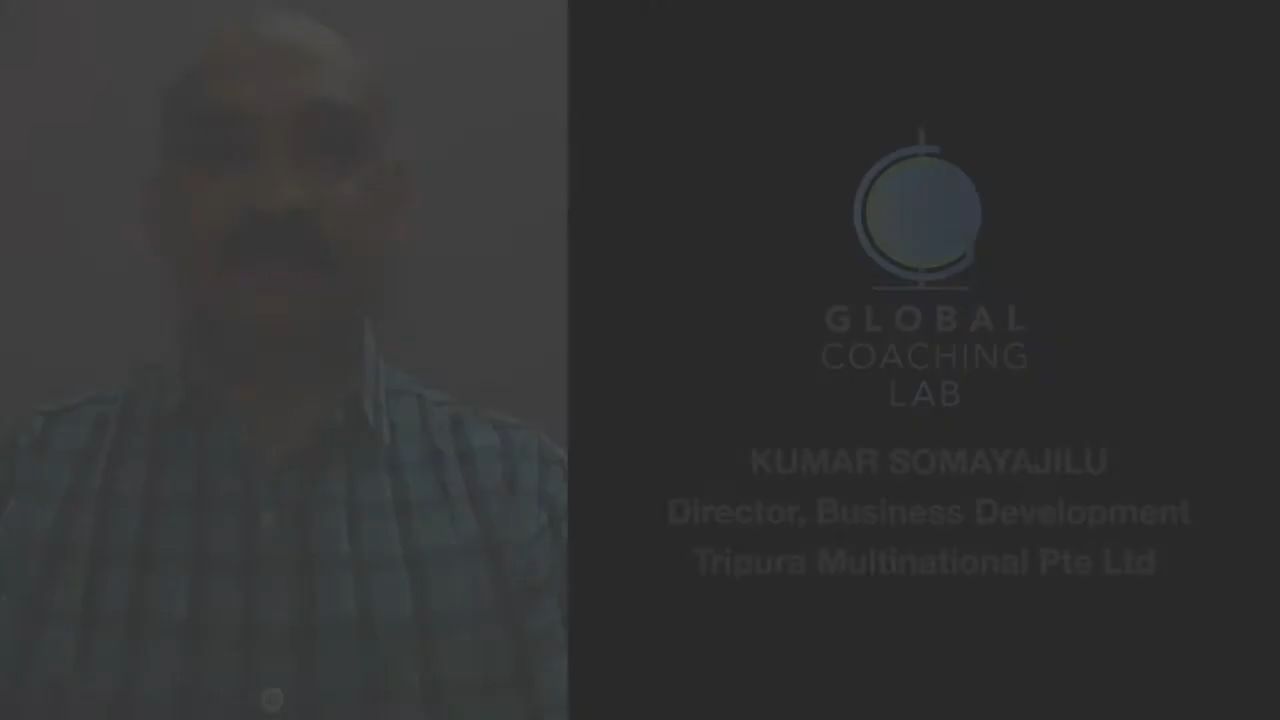 GLOBAL
COACHING
LAB
KUMAR SOMAYAJILU
Director, Business Development
Tripura Multinational Pte Ltd